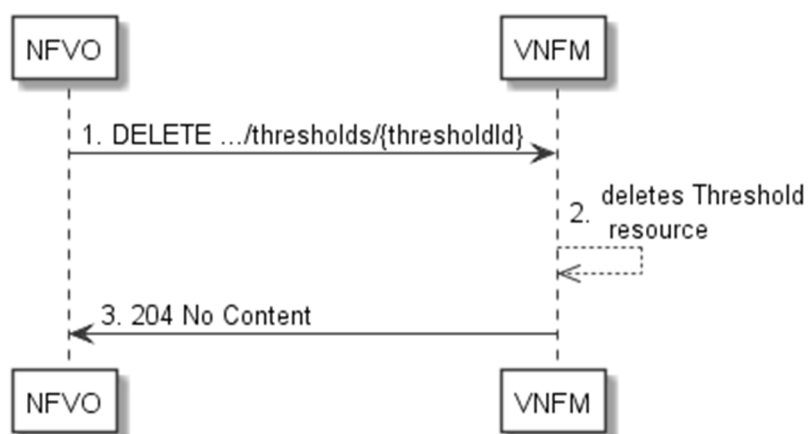 NFVO
VNFM
1. DELETE .../thresholds/{thresholdId}
2. deletes Threshold
resource
3. 204 No Content
NFVO
VNFM